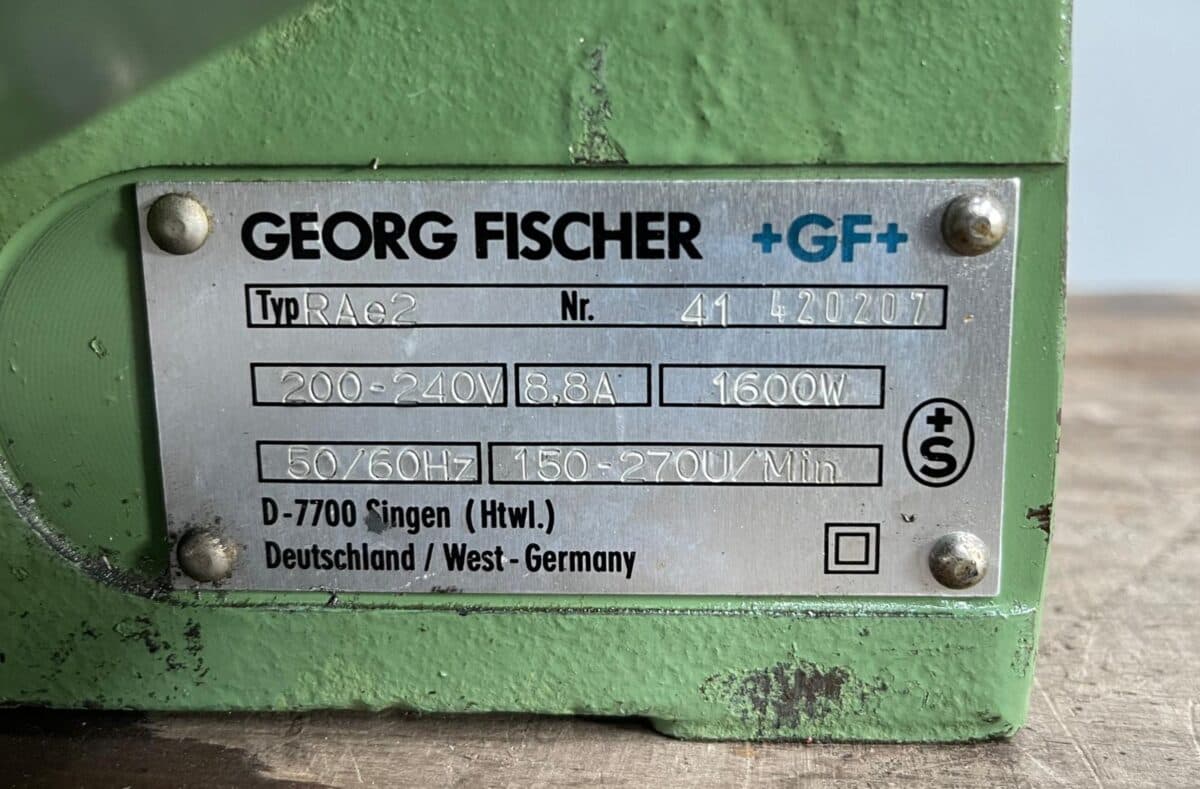 GEORG FISCHER +GF+
Typ RAe2 Nr. 41 420207
200-240V 8,8A 1600W
+S
50/60Hz 150-270U/Min
D-7700 Singen (Htwl.)
Deutschland / West-Germany